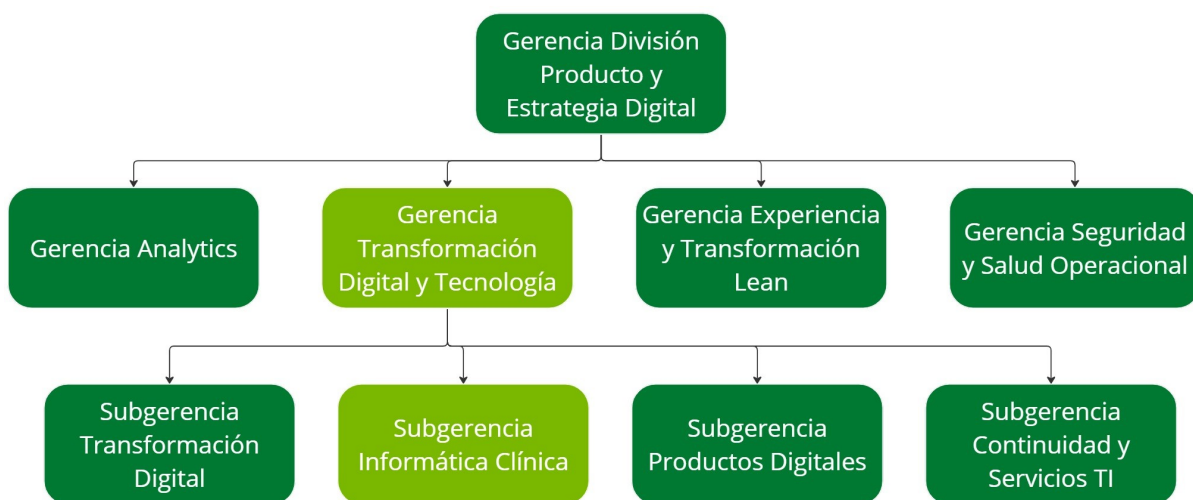 Gerencia División
Producto y
Estrategia Digital
Gerencia Analytics
Gerencia
Transformación
Digital y Tecnología
Gerencia Experiencia
y Transformación
Lean
Gerencia Seguridad
y Salud Operacional
Subgerencia
Transformación
Digital
Subgerencia
Informática Clínica
Subgerencia
Productos Digitales
Subgerencia
Continuidad y
Servicios TI